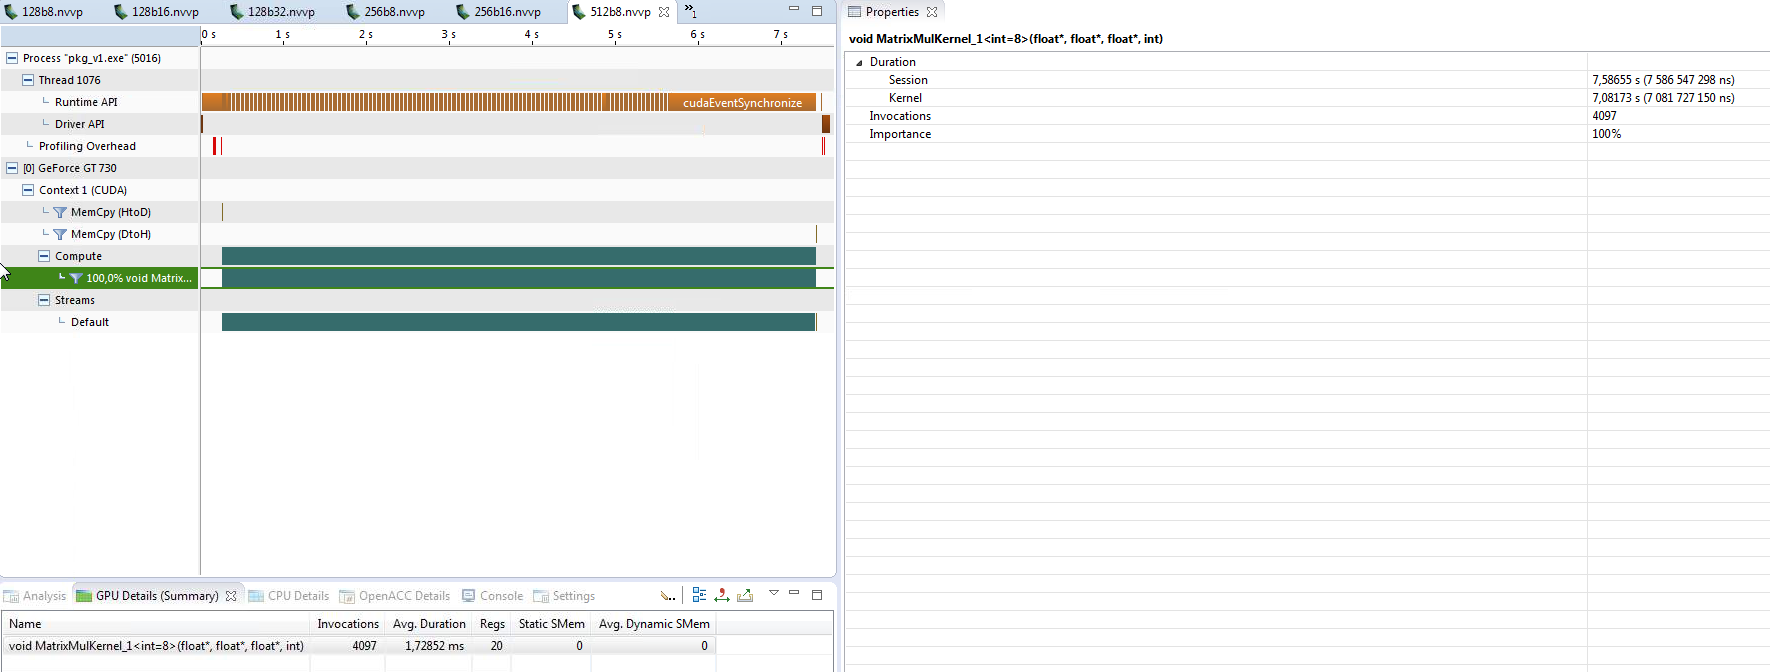 128b8.nvvp 128b16.nvvp 128b32.nvvp 256b8.nvvp 256b16.nvvp 512b8.nvvp »1
0 s 1 s 2 s 3 s 4 s 5 s 6 s 7 s
Process "pkg_v1.exe" (5016)
Thread 1076
Runtime API cudaEventSynchronize
Driver API
Profiling Overhead
[0] GeForce GT 730
Context 1 (CUDA)
MemCpy (HtoD)
MemCpy (DtoH)
Compute
100,0% void Matrix...
Streams
Default
Properties
void MatrixMulKernel_1<int=8>(float*, float*, float*, int)
Duration
Session 7,58655 s (7 586 547 298 ns)
Kernel 7,08173 s (7 081 727 150 ns)
Invocations 4097
Importance 100%
Analysis GPU Details (Summary) CPU Details OpenACC Details Console Settings
Name Invocations Avg. Duration Regs Static SMem Avg. Dynamic SMem
void MatrixMulKernel_1<int=8>(float*, float*, float*, int) 4097 1,72852 ms 20 0 0